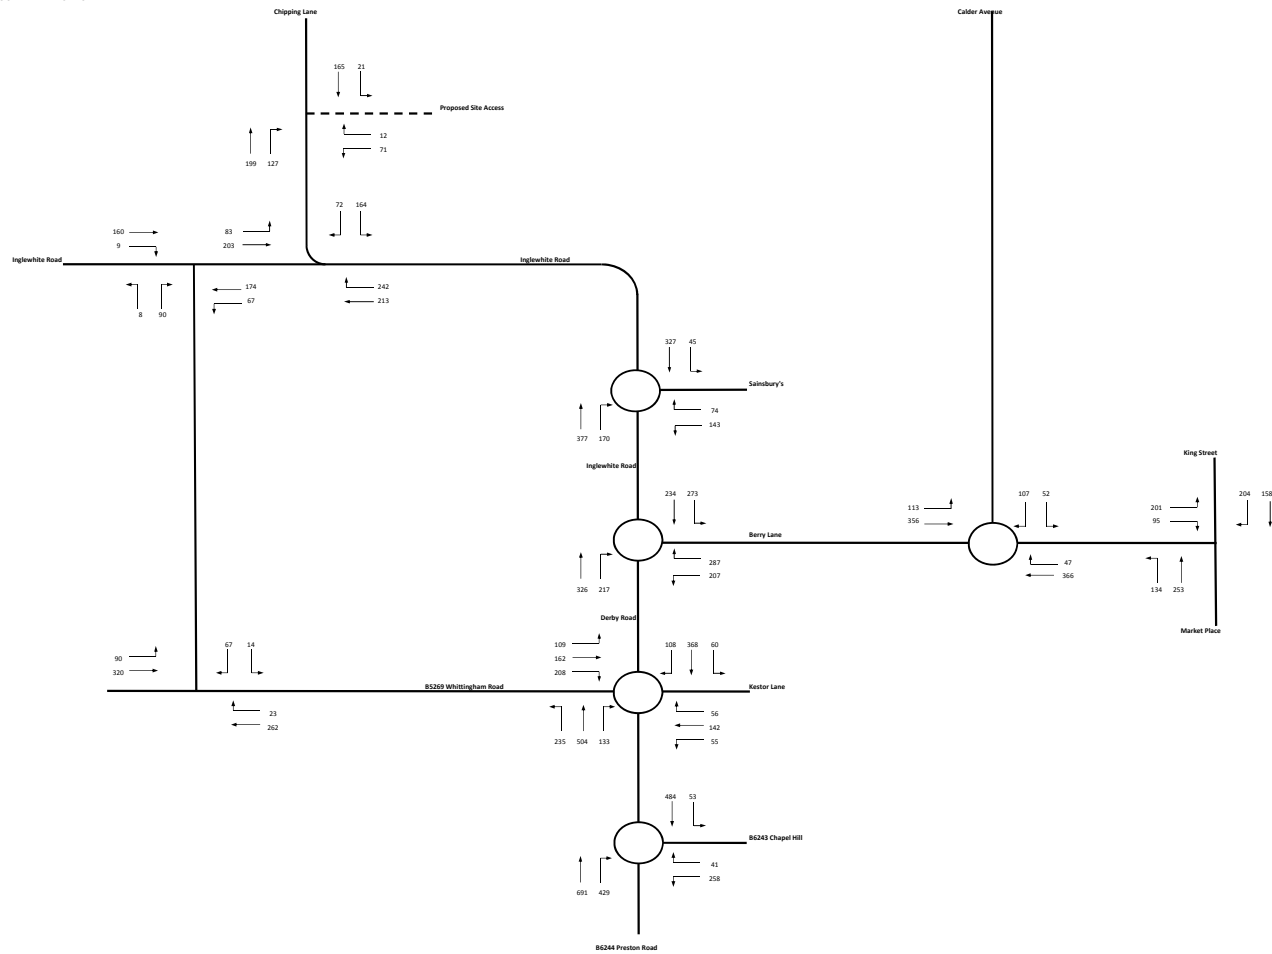 Chipping Lane
Calder Avenue
165 21
Proposed Site Access
12
71
199 127
72 164
160
9
83
203
Inglewhite Road
Inglewhite Road
174
67
242
213
8 90
327 45
Sainsbury's
74
143
377 170
Inglewhite Road
King Street
234 273
113
356
107 52
201
95
204 158
Berry Lane
287
207
47
366
326 217
134 253
Derby Road
Market Place
109
162
208
108 368 60
90
320
67 14
B5269 Whittingham Road
Kestor Lane
23
262
56
142
55
235 504 133
484 53
B6243 Chapel Hill
41
258
691 429
B6244 Preston Road